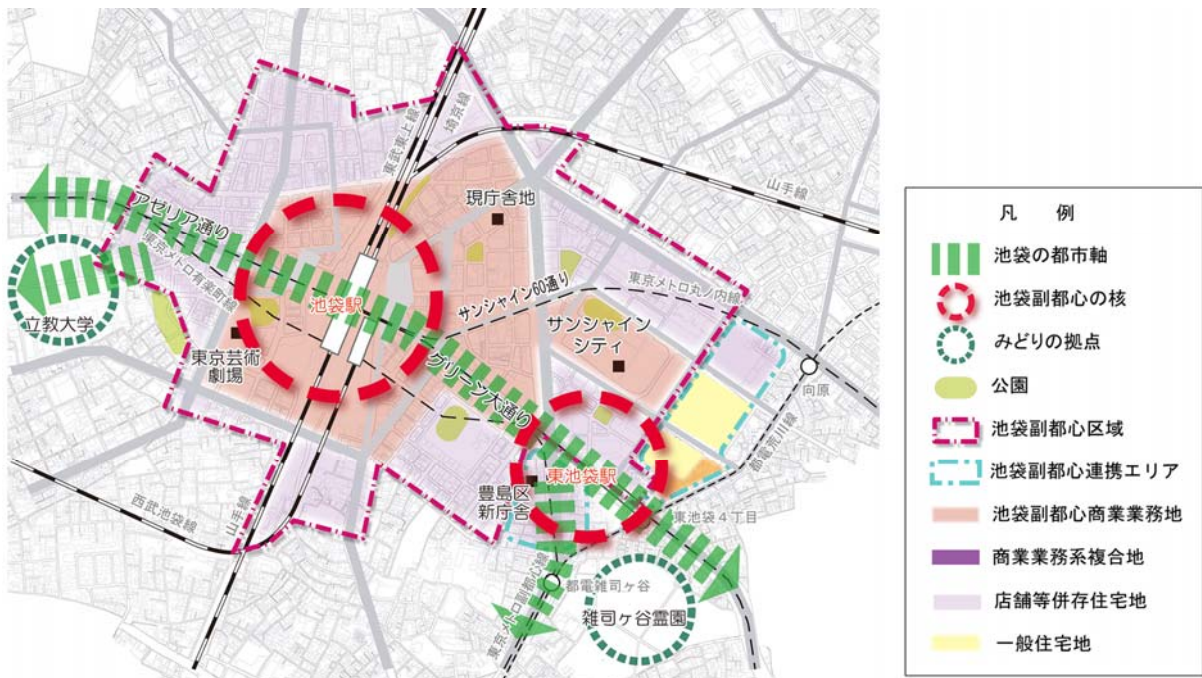 東武東上線
埼京線
現庁舎地
山手線
アゼリア通り
東京メトロ有楽町線
池袋駅
サンシャイン60通り
東京メトロ丸ノ内線
立教大学
東京芸術
劇場
サンシャイン
シティ
グリーン大通り
向原
都電荒川線
東池袋駅
豊島区
新庁舎
東池袋4丁目
西武池袋線
山手線
都電雑司ヶ谷
東京メトロ副都心線
雑司ヶ谷霊園
凡 例
池袋の都市軸
池袋副都心の核
みどりの拠点
公園
池袋副都心区域
池袋副都心連携エリア
池袋副都心商業業務地
商業業務系複合地
店舗等併存住宅地
一般住宅地